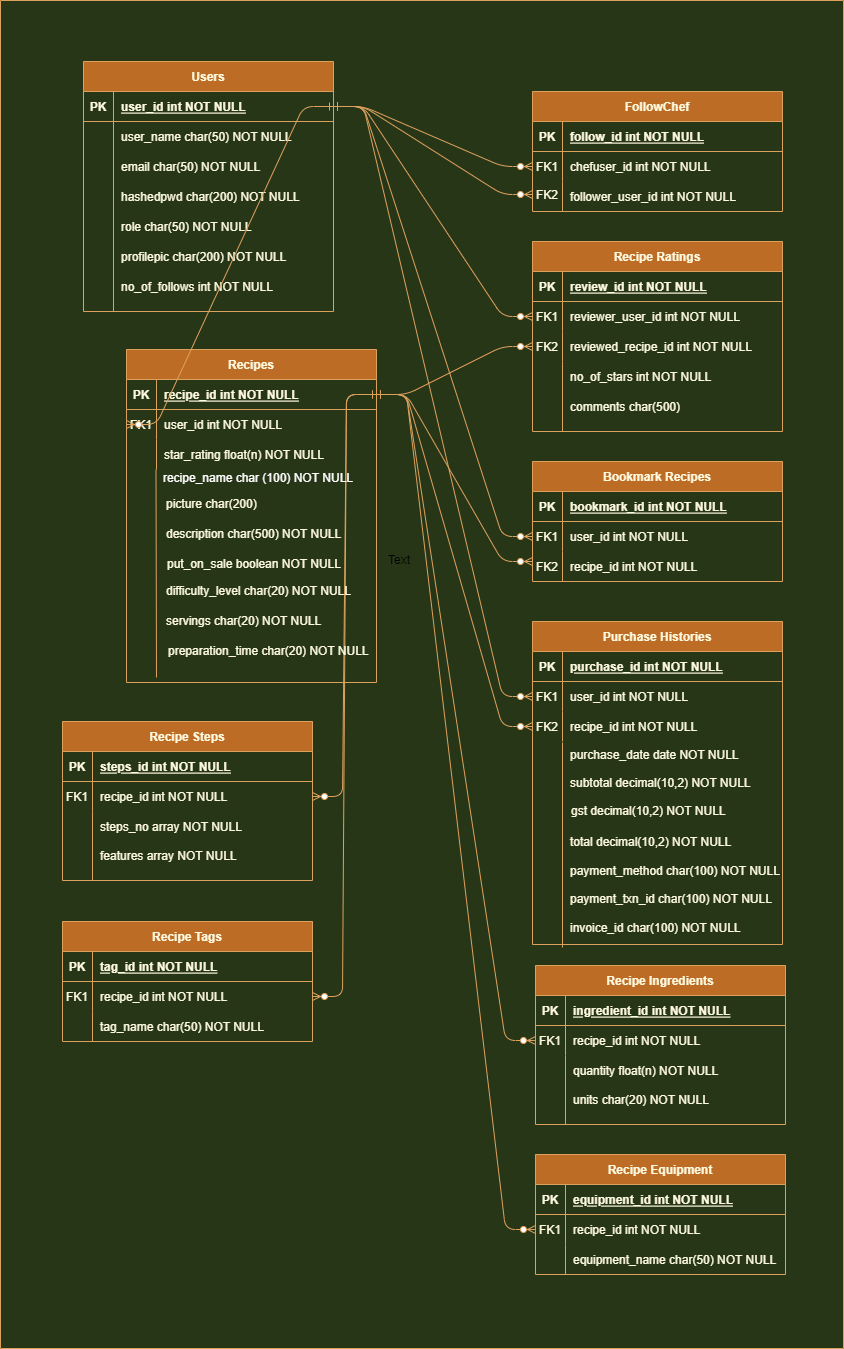 Users
PK user_id int NOT NULL
user_name char(50) NOT NULL
email char(50) NOT NULL
hashedpwd char(200) NOT NULL
role char(50) NOT NULL
profilepic char(200) NOT NULL
no_of_follows int NOT NULL
Recipes
PK recipe_id int NOT NULL
FK1 user_id int NOT NULL
star_rating float(n) NOT NULL
recipe_name char (100) NOT NULL
picture char(200)
description char(500) NOT NULL
put_on_sale boolean NOT NULL
difficulty_level char(20) NOT NULL
servings char(20) NOT NULL
preparation_time char(20) NOT NULL
Text
Recipe Steps
PK steps_id int NOT NULL
FK1 recipe_id int NOT NULL
steps_no array NOT NULL
features array NOT NULL
Recipe Tags
PK tag_id int NOT NULL
FK1 recipe_id int NOT NULL
tag_name char(50) NOT NULL
FollowChef
PK follow_id int NOT NULL
FK1 chefuser_id int NOT NULL
FK2 follower_user_id int NOT NULL
Recipe Ratings
PK review_id int NOT NULL
FK1 reviewer_user_id int NOT NULL
FK2 reviewed_recipe_id int NOT NULL
no_of_stars int NOT NULL
comments char(500)
Bookmark Recipes
PK bookmark_id int NOT NULL
FK1 user_id int NOT NULL
FK2 recipe_id int NOT NULL
Purchase Histories
PK purchase_id int NOT NULL
FK1 user_id int NOT NULL
FK2 recipe_id int NOT NULL
purchase_date date NOT NULL
subtotal decimal(10,2) NOT NULL
gst decimal(10,2) NOT NULL
total decimal(10,2) NOT NULL
payment_method char(100) NOT NULL
payment_txn_id char(100) NOT NULL
invoice_id char(100) NOT NULL
Recipe Ingredients
PK ingredient_id int NOT NULL
FK1 recipe_id int NOT NULL
quantity float(n) NOT NULL
units char(20) NOT NULL
Recipe Equipment
PK equipment_id int NOT NULL
FK1 recipe_id int NOT NULL
equipment_name char(50) NOT NULL